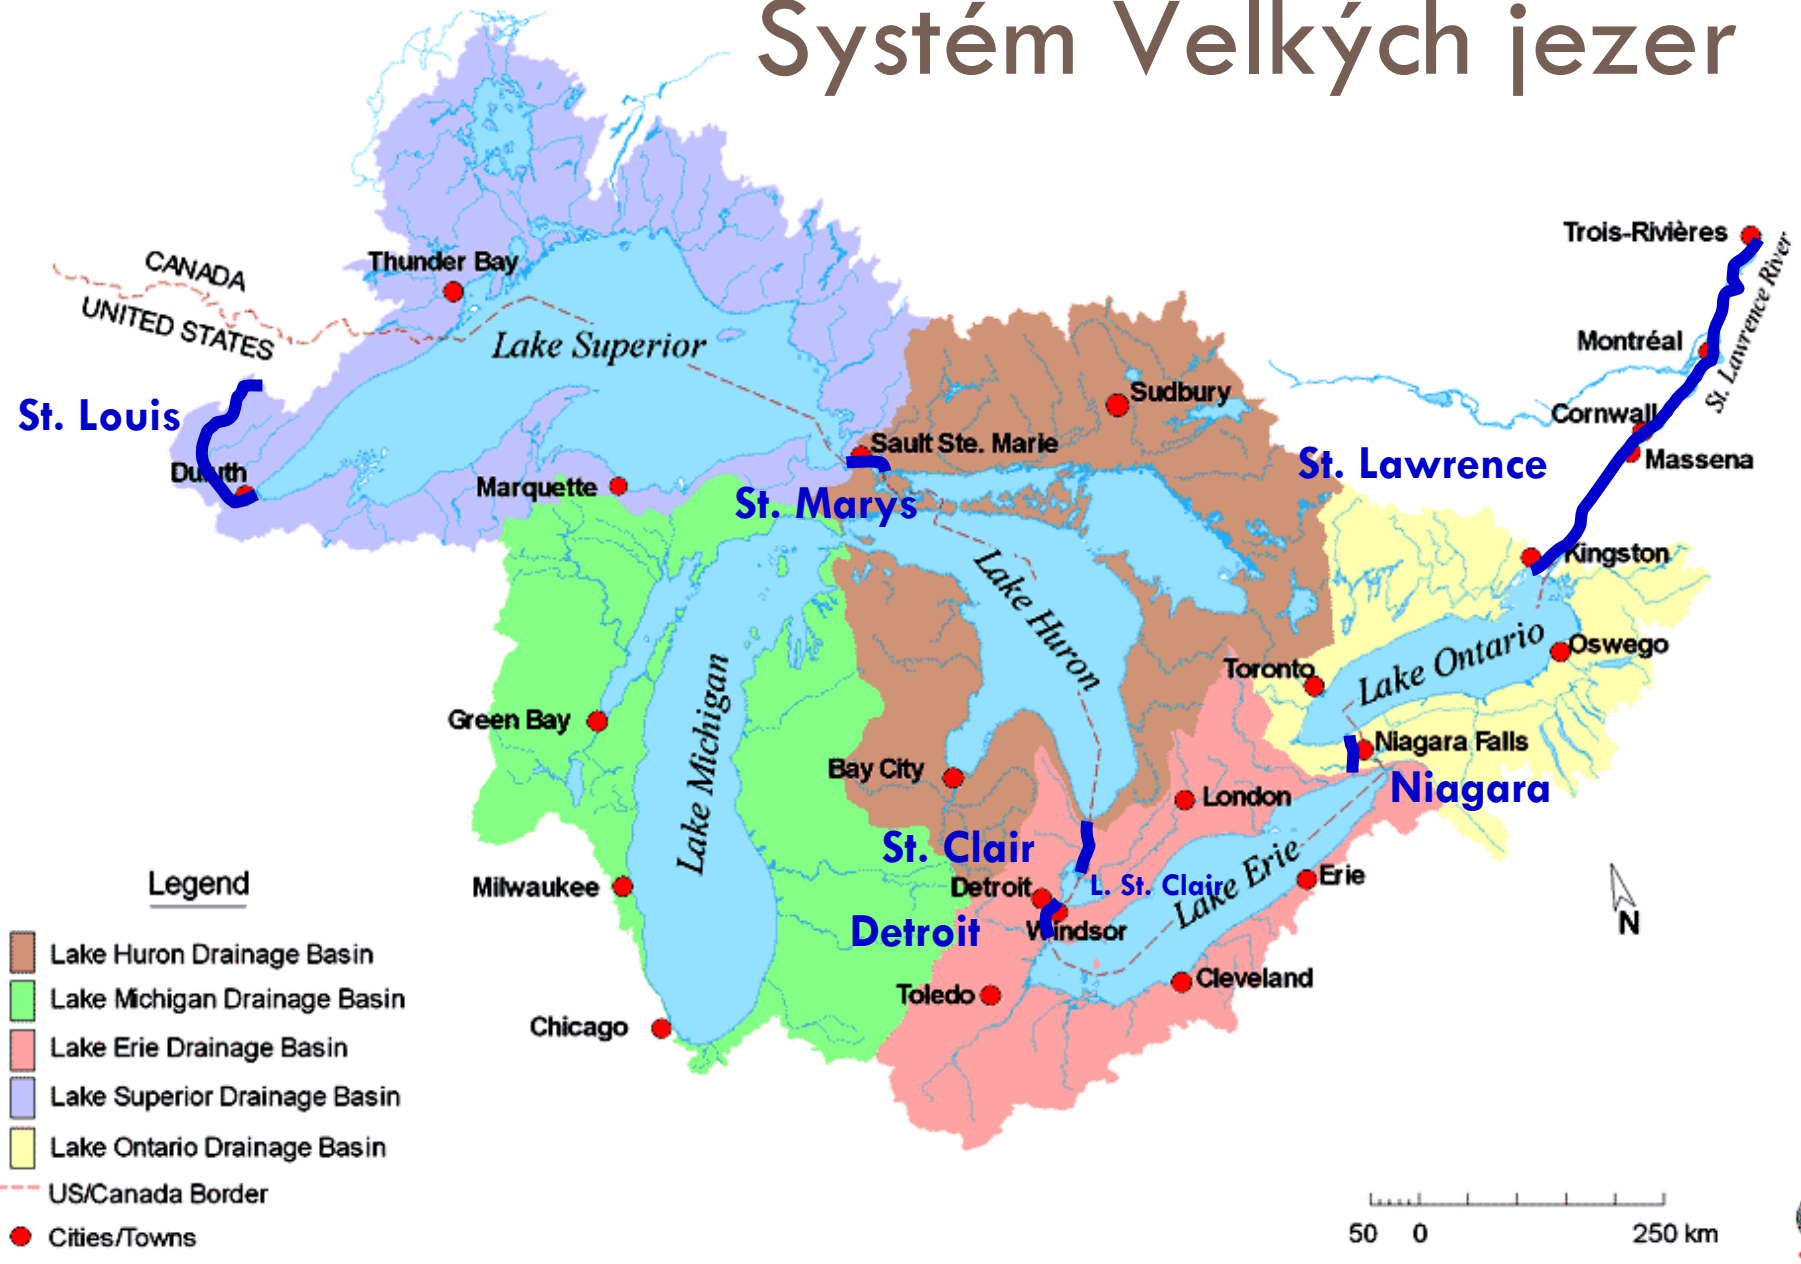 Systém Velkých jezer
CANADA
UNITED STATES
Thunder Bay
Lake Superior
St. Louis
Duluth
Marquette
Sault Ste. Marie
St. Marys
Sudbury
Trois-Rivières
St. Lawrence River
Montréal
Cornwall
Massena
St. Lawrence
Kingston
Lake Huron
Lake Ontario
Oswego
Toronto
Niagara Falls
Niagara
Green Bay
Lake Michigan
Bay City
London
St. Clair
L. St. Clair
Detroit
Detroit
Windsor
Lake Erie
Erie
Milwaukee
Toledo
Cleveland
Chicago
N
Legend
Lake Huron Drainage Basin
Lake Michigan Drainage Basin
Lake Erie Drainage Basin
Lake Superior Drainage Basin
Lake Ontario Drainage Basin
US/Canada Border
Cities/Towns
50 0 250 km